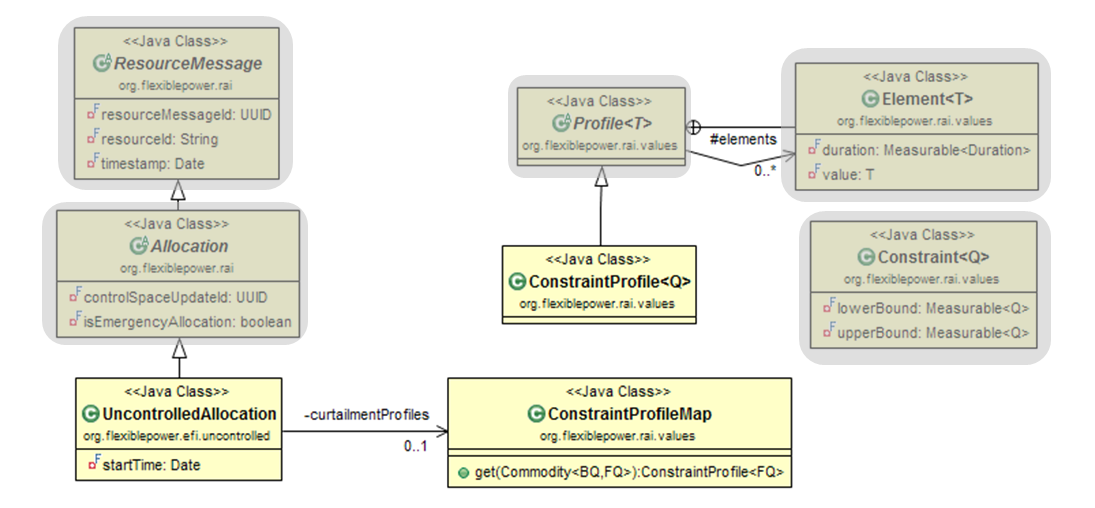 <<Java Class>>
ResourceMessage
org.flexiblepower.rai
resourceMessageId: UUID
resourceId: String
timestamp: Date
<<Java Class>>
Allocation
org.flexiblepower.rai
controlSpaceUpdateId: UUID
isEmergencyAllocation: boolean
<<Java Class>>
UncontrolledAllocation
org.flexiblepower.efi.uncontrolled
startTime: Date
-curtailmentProfiles
0..1
<<Java Class>>
ConstraintProfileMap
org.flexiblepower.rai.values
get(Commodity<BQ,FQ>):ConstraintProfile<FQ>
<<Java Class>>
Profile<T>
org.flexiblepower.rai.values
#elements
0..*
<<Java Class>>
Element<T>
org.flexiblepower.rai.values
duration: Measurable<Duration>
value: T
<<Java Class>>
ConstraintProfile<Q>
org.flexiblepower.rai.values
<<Java Class>>
Constraint<Q>
org.flexiblepower.rai.values
lowerBound: Measurable<Q>
upperBound: Measurable<Q>